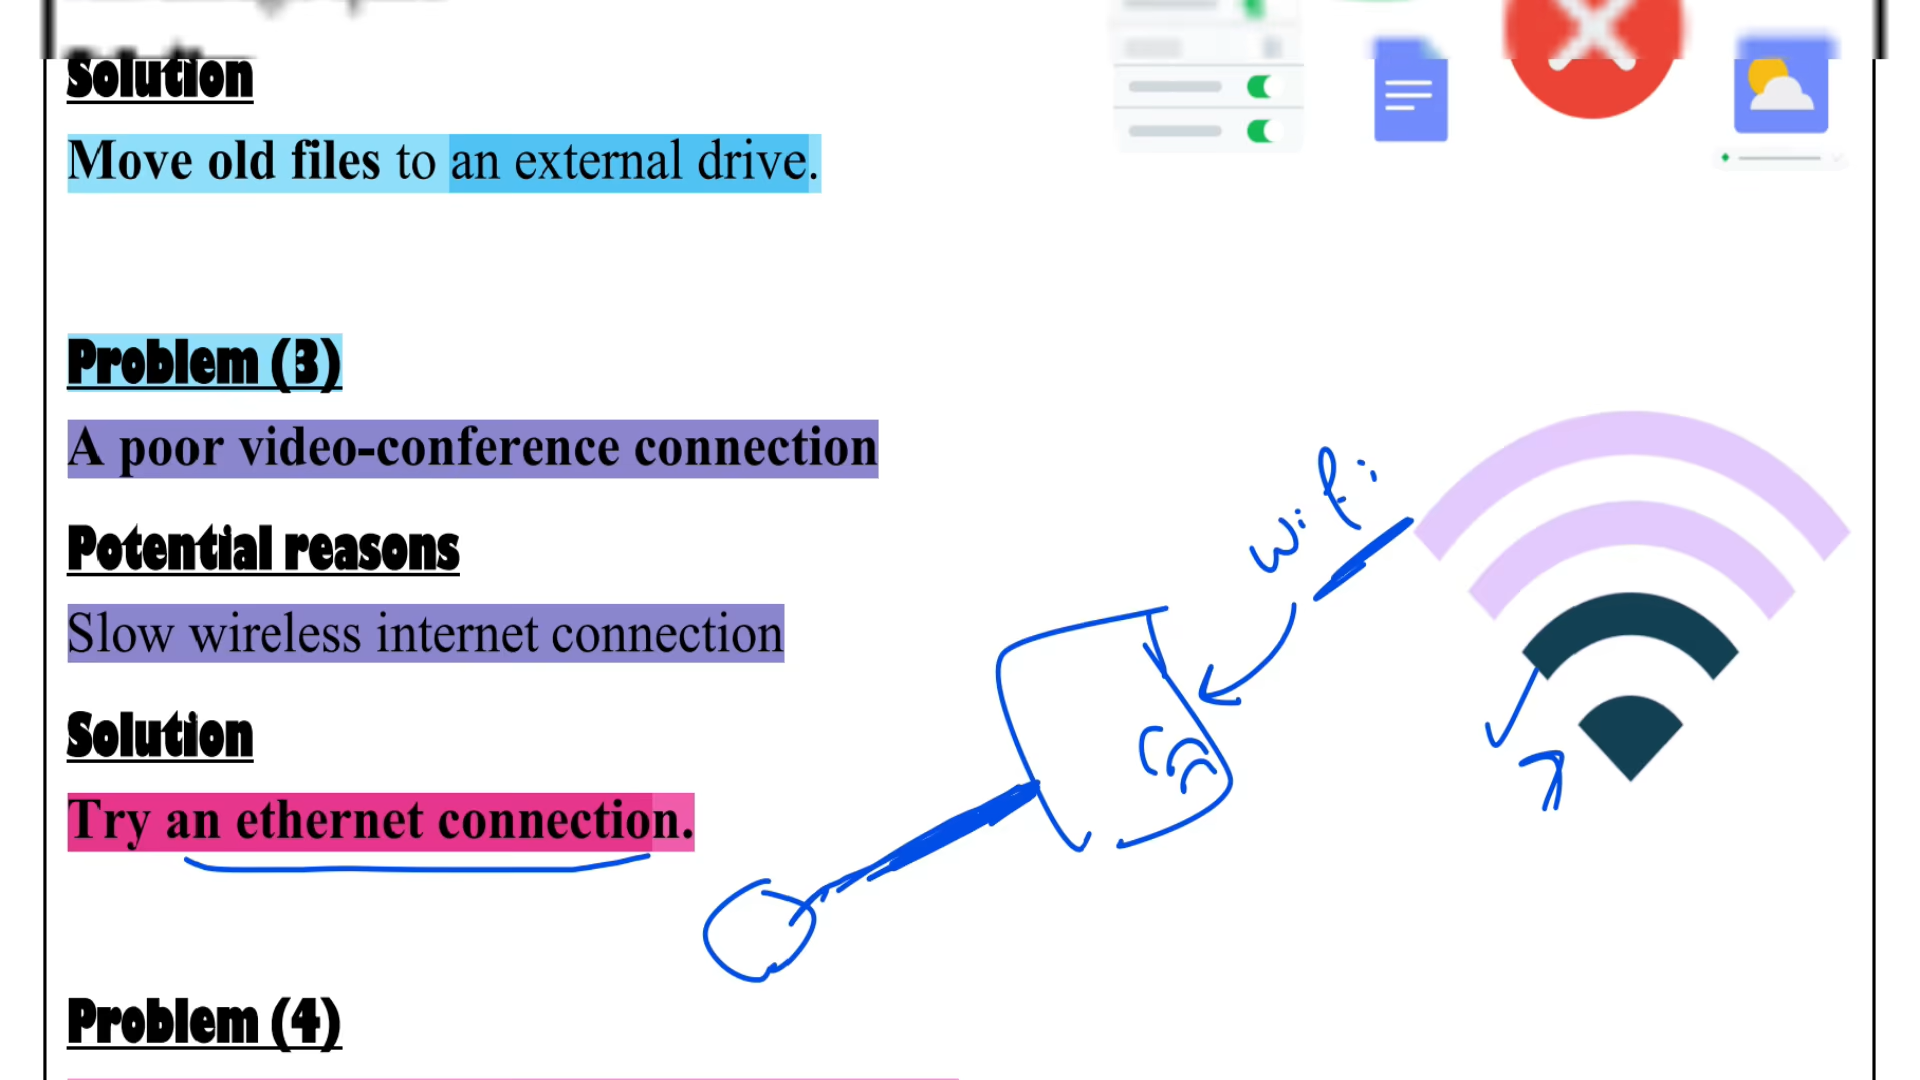 Solution
Move old files to an external drive.
Problem (3)
A poor video-conference connection
Potential reasons
Slow wireless internet connection
Solution
Try an ethernet connection.
wifi
Problem (4)